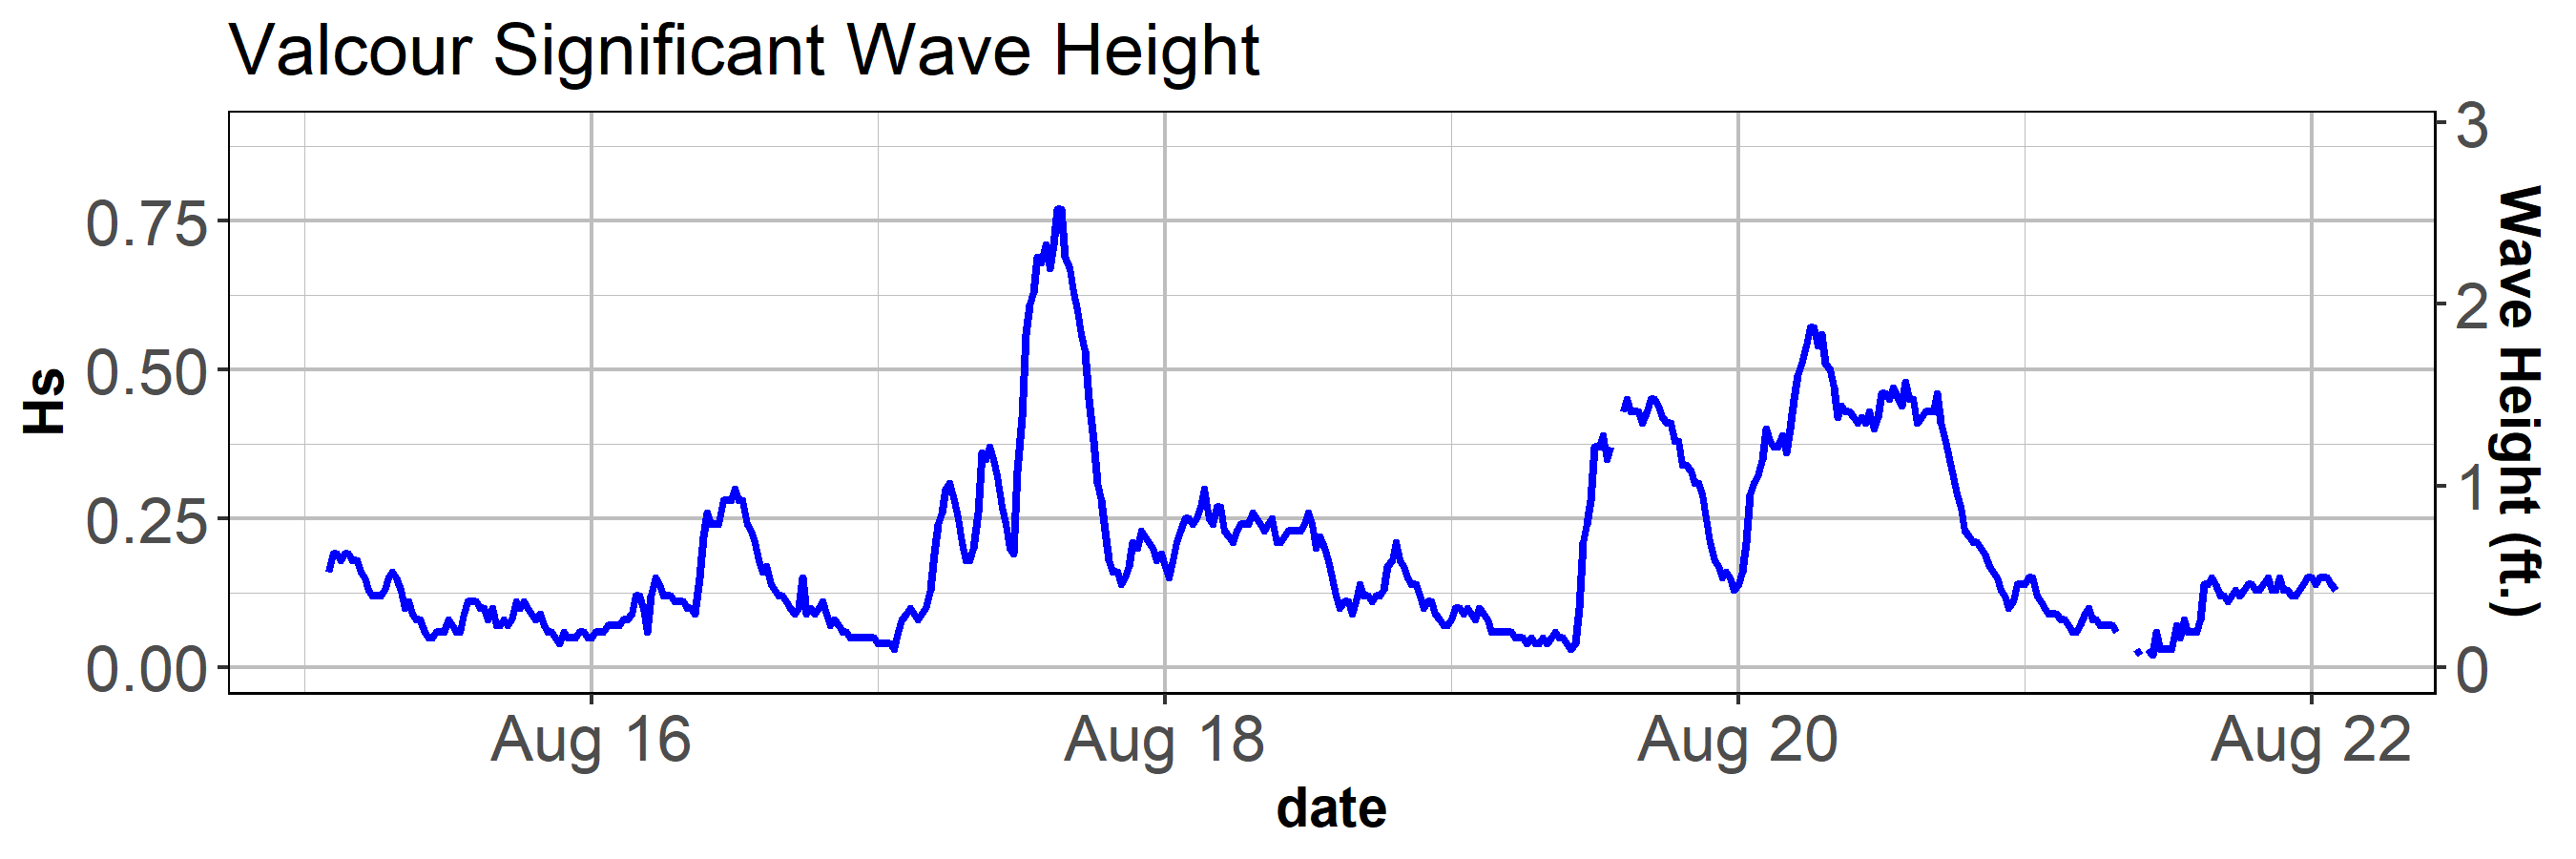 Valcour Significant Wave Height
Hs
0.75
0.50
0.25
0.00
3
2
1
0
Wave Height (ft.)
Aug 16
Aug 18
Aug 20
Aug 22
date